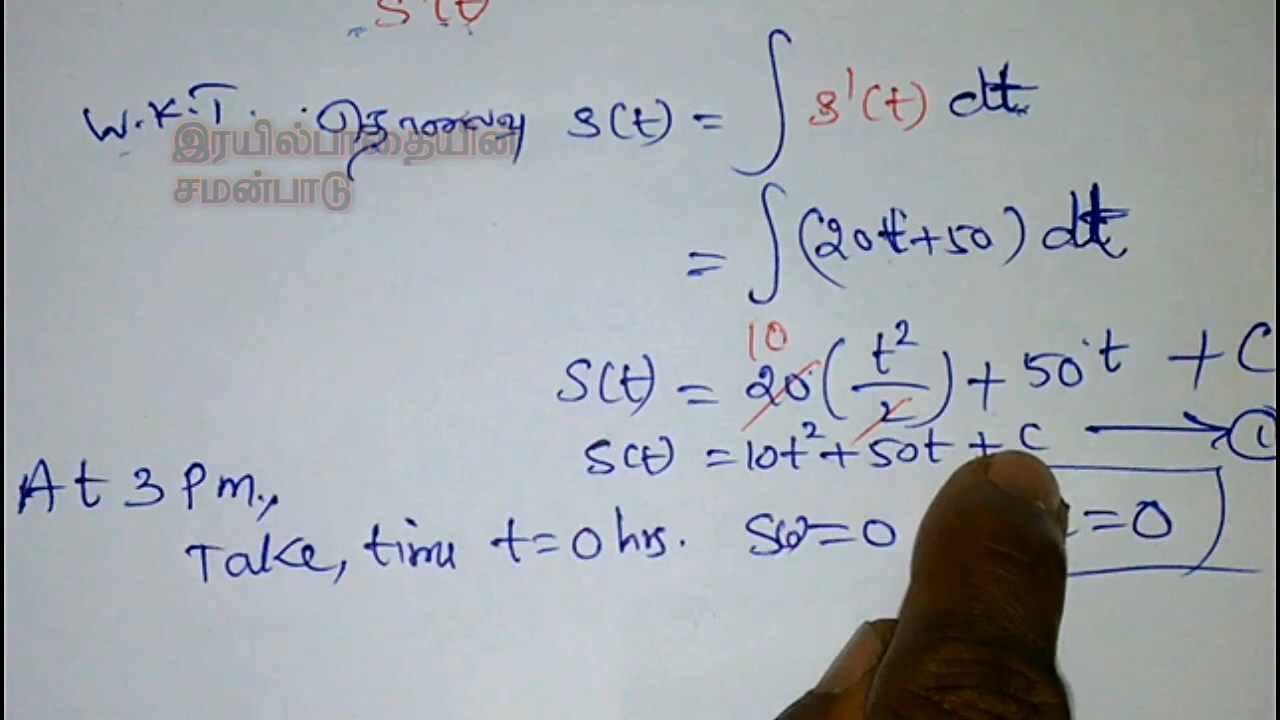 S'(t)
W.K.T. தொலைவு s(t) = ∫ s'(t) dt
இரயில்பாதையின்
சமன்பாடு
= ∫(20t+50) dt
10
S(t) = 20(t²/2) + 50t + C
S(t) = 10t² + 50t + C → ①
At 3 Pm.,
Take, time t=0 hrs. S(0)=0 =0